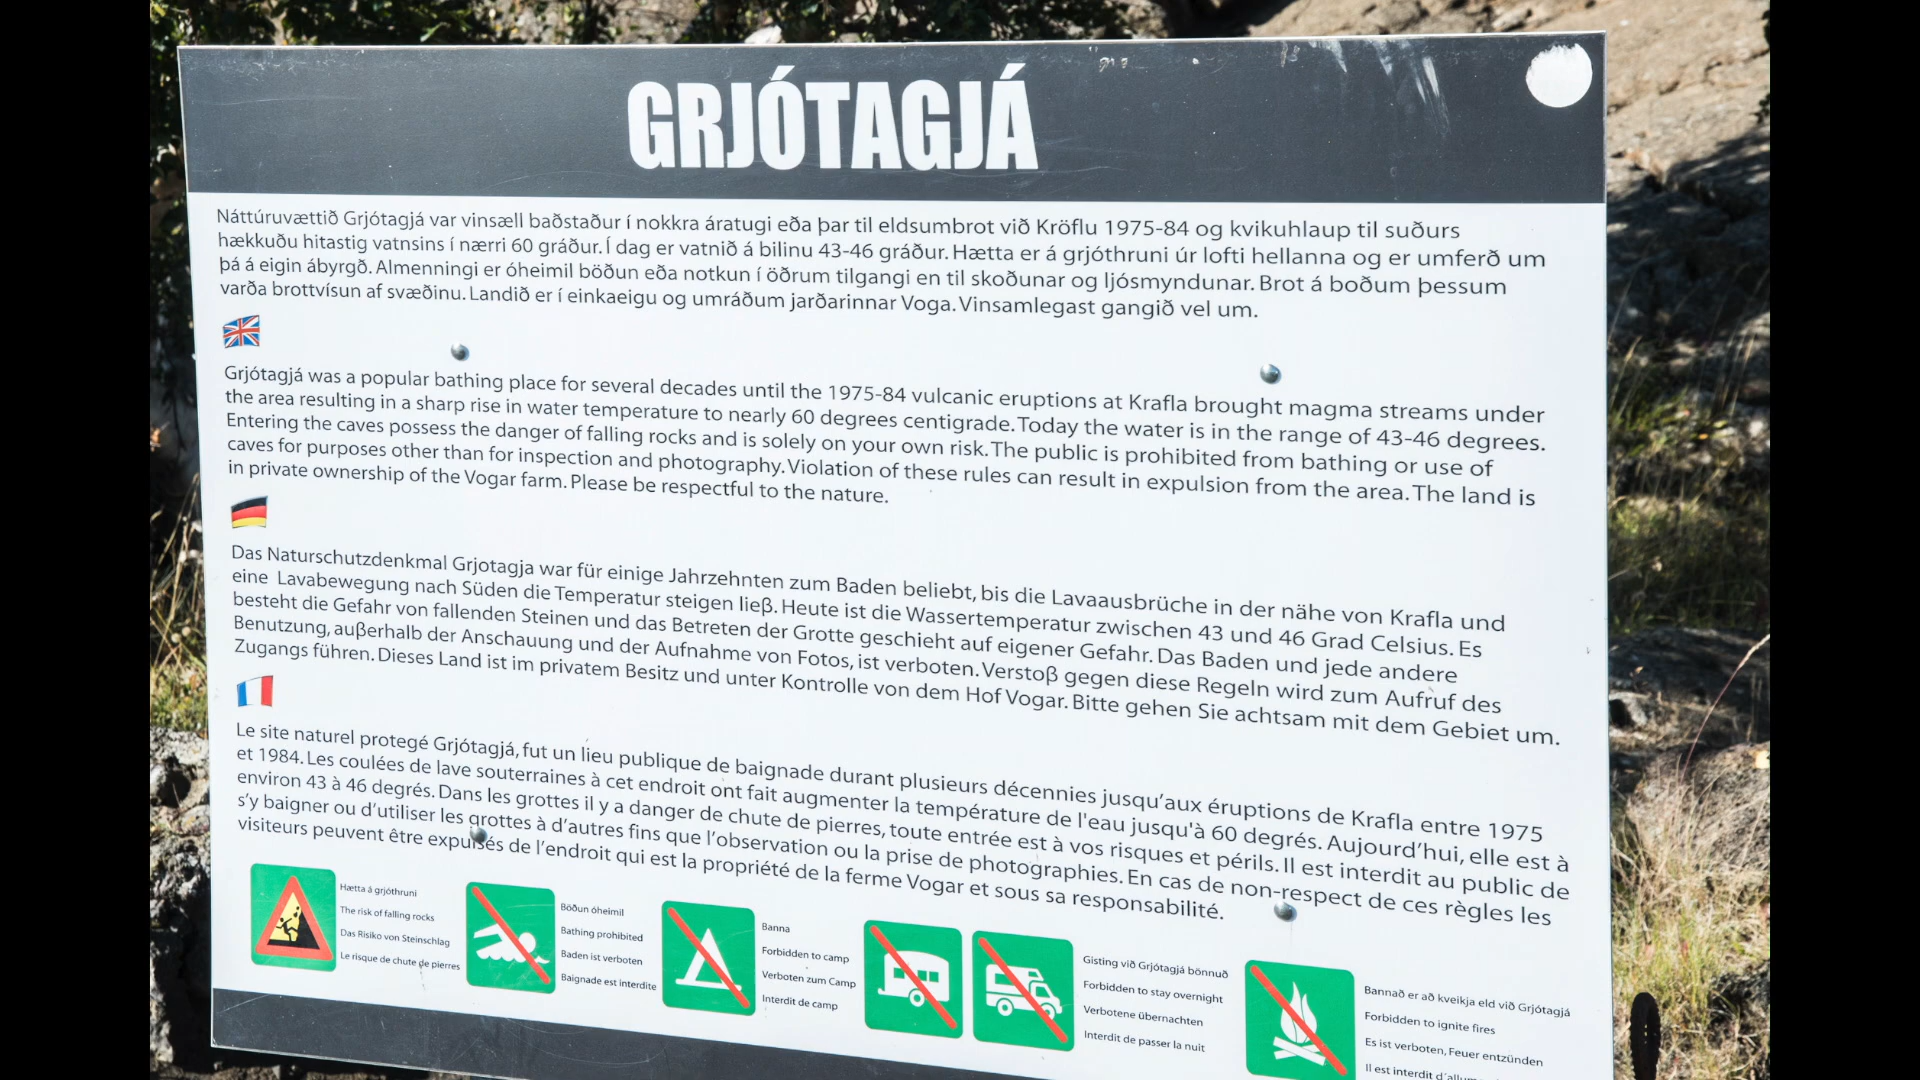 GRJÓTAGJÁ
Náttúruvættið Grjótagjá var vinsæll baðstaður í nokkra áratugi eða þar til eldsumbrot við Kröflu 1975-84 og kvikuhlaup til suðurs
hækkuðu hitastig vatnsins í nærri 60 gráður. Í dag er vatnið á bilinu 43-46 gráður. Hætta er á grjóthruni úr lofti hellanna og er umferð um
þá á eigin ábyrgð. Almenningi er óheimil böðun eða notkun í öðrum tilgangi en til skoðunar og ljósmyndunar. Brot á boðum þessum
varða brottvísun af svæðinu. Landið er í einkaeigu og umráðum jarðarinnar Voga. Vinsamlegast gangið vel um.
Grjótagjá was a popular bathing place for several decades until the 1975-84 vulcanic eruptions at Krafla brought magma streams under
the area resulting in a sharp rise in water temperature to nearly 60 degrees centigrade. Today the water is in the range of 43-46 degrees.
Entering the caves possess the danger of falling rocks and is solely on your own risk. The public is prohibited from bathing or use of
caves for purposes other than for inspection and photography. Violation of these rules can result in expulsion from the area. The land is
in private ownership of the Vogar farm. Please be respectful to the nature.
Das Naturschutzdenkmal Grjotagja war für einige Jahrzehnten zum Baden beliebt, bis die Lavaausbrüche in der nähe von Krafla und
eine Lavabewegung nach Süden die Temperatur steigen ließ. Heute ist die Wassertemperatur zwischen 43 und 46 Grad Celsius. Es
besteht die Gefahr von fallenden Steinen und das Betreten der Grotte geschieht auf eigener Gefahr. Das Baden und jede andere
Benutzung, außerhalb der Anschauung und der Aufnahme von Fotos, ist verboten. Verstoß gegen diese Regeln wird zum Aufruf des
Zugangs führen. Dieses Land ist im privatem Besitz und unter Kontrolle von dem Hof Vogar. Bitte gehen Sie achtsam mit dem Gebiet um.
Le site naturel protegé Grjótagjá, fut un lieu publique de baignade durant plusieurs décennies jusqu'aux éruptions de Krafla entre 1975
et 1984. Les coulées de lave souterraines à cet endroit ont fait augmenter la température de l'eau jusqu'à 60 degrés. Aujourd'hui, elle est à
environ 43 à 46 degrés. Dans les grottes il y a danger de chute de pierres, toute entrée est à vos risques et périls. Il est interdit au public de
s'y baigner ou d'utiliser les grottes à d'autres fins que l'observation ou la prise de photographies. En cas de non-respect de ces règles les
visiteurs peuvent être expulsés de l'endroit qui est la propriété de la ferme Vogar et sous sa responsabilité.
Hætta á grjóthruni
The risk of falling rocks
Das Risiko von Steinschlag
Le risque de chute de pierres
Böðun óheimil
Bathing prohibited
Baden ist verboten
Baignade est interdite
Banna
Forbidden to camp
Verboten zum Camp
Interdit de camp
Gisting við Grjótagjá bönnuð
Forbidden to stay overnight
Verbotene übernachten
Interdit de passer la nuit
Bannað er að kveikja eld við Grjótagjá
Forbidden to ignite fires
Es ist verboten, Feuer entzünden
Il est interdit